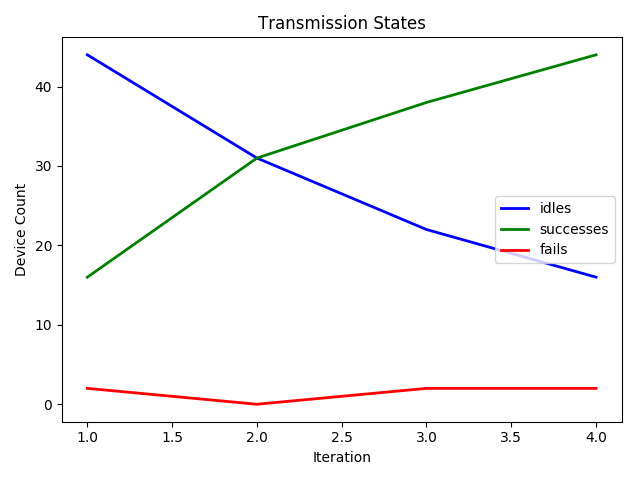 Transmission States
Device Count
40
30
20
10
0
idles
successes
fails
1.0 1.5 2.0 2.5 3.0 3.5 4.0
Iteration